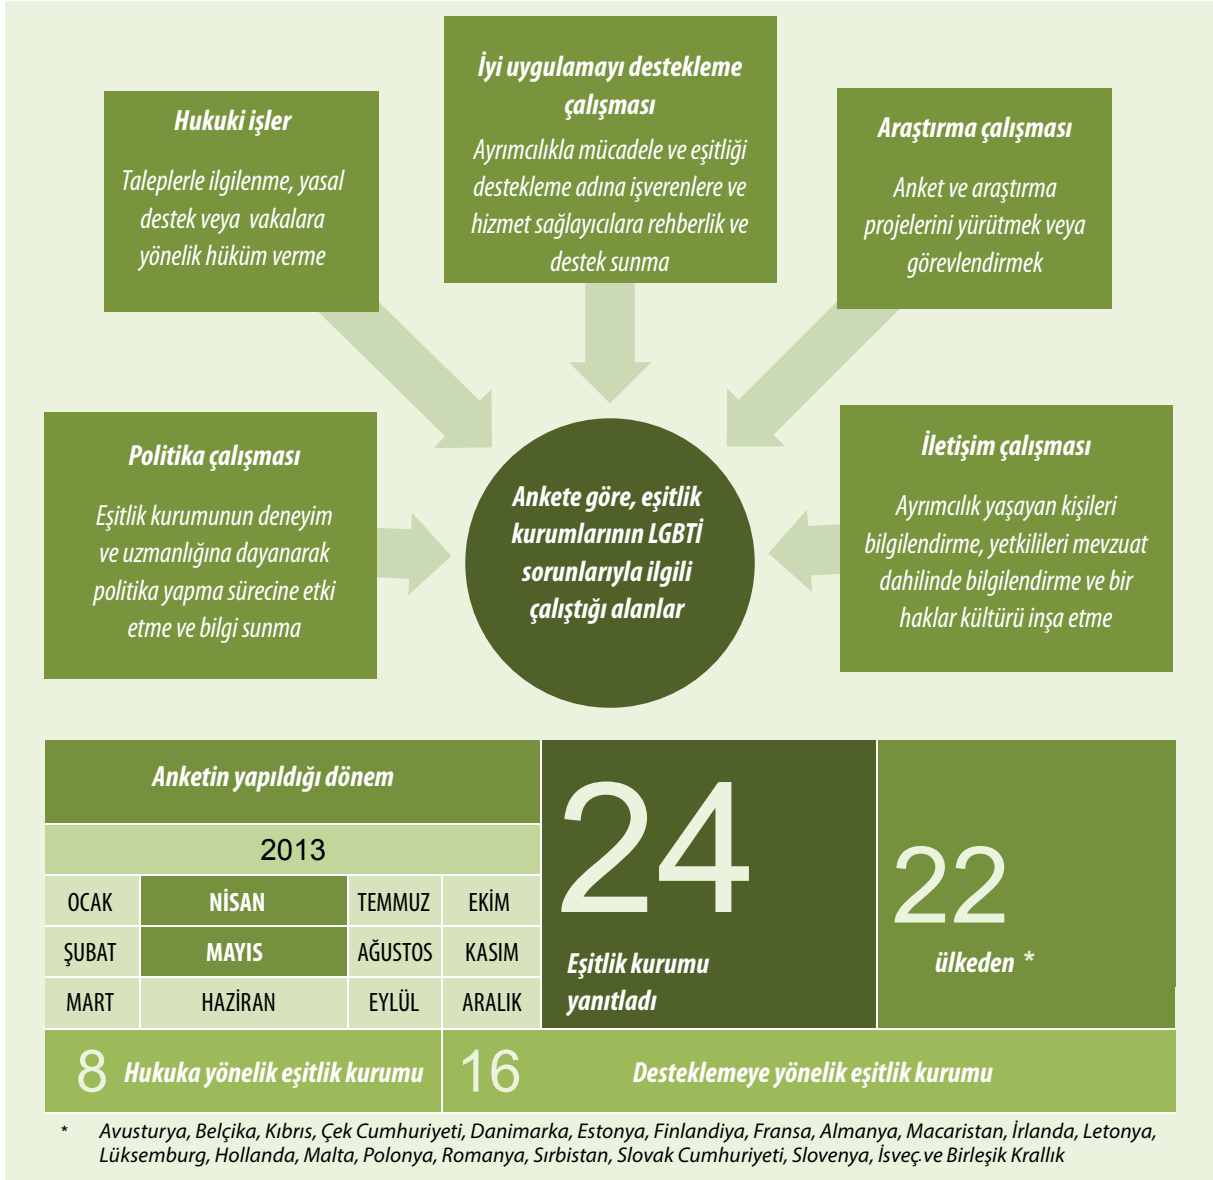 İyi uygulamayı destekleme
çalışması
Ayrımcılıkla mücadele ve eşitliği
destekleme adına işverenlere ve
hizmet sağlayıcılara rehberlik ve
destek sunma
Hukuki işler
Taleplerle ilgilenme, yasal
destek veya vakalara
yönelik hüküm verme
Araştırma çalışması
Anket ve araştırma
projelerini yürütmek veya
görevlendirmek
Politika çalışması
Eşitlik kurumunun deneyim
ve uzmanlığına dayanarak
politika yapma sürecine etki
etme ve bilgi sunma
Ankete göre, eşitlik
kurumlarının LGBTİ
sorunlarıyla ilgili
çalıştığı alanlar
İletişim çalışması
Ayrımcılık yaşayan kişileri
bilgilendirme, yetkilileri mevzuat
dahilinde bilgilendirme ve bir
haklar kültürü inşa etme
Anketin yapıldığı dönem
2013
OCAK NİSAN TEMMUZ EKİM
ŞUBAT MAYIS AĞUSTOS KASIM
MART HAZİRAN EYLÜL ARALIK
24
Eşitlik kurumu
yanıtladı
22
ülkeden *
8 Hukuka yönelik eşitlik kurumu
16 Desteklemeye yönelik eşitlik kurumu
* Avusturya, Belçika, Kıbrıs, Çek Cumhuriyeti, Danimarka, Estonya, Finlandiya, Fransa, Almanya, Macaristan, İrlanda, Letonya,
Lüksemburg, Hollanda, Malta, Polonya, Romanya, Sırbistan, Slovak Cumhuriyeti, Slovenya, İsveç.ve Birleşik Krallık